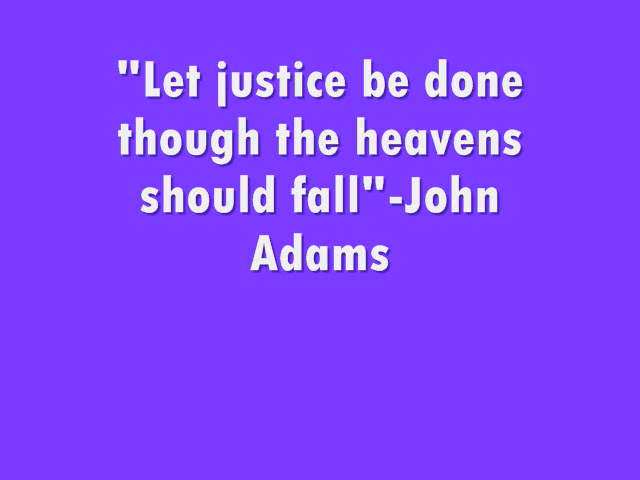 "Let justice be done
though the heavens
should fall"-John
Adams